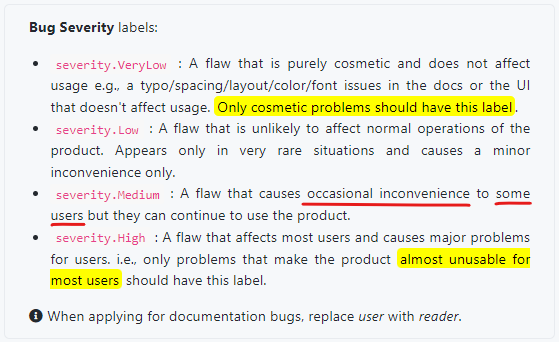 Bug Severity labels:
• severity.VeryLow : A flaw that is purely cosmetic and does not affect
usage e.g., a typo/spacing/layout/color/font issues in the docs or the UI
that doesn't affect usage. Only cosmetic problems should have this label.
• severity.Low : A flaw that is unlikely to affect normal operations of the
product. Appears only in very rare situations and causes a minor
inconvenience only.
• severity.Medium : A flaw that causes occasional inconvenience to some
users but they can continue to use the product.
• severity.High : A flaw that affects most users and causes major problems
for users. i.e., only problems that make the product almost unusable for
most users should have this label.
When applying for documentation bugs, replace user with reader.